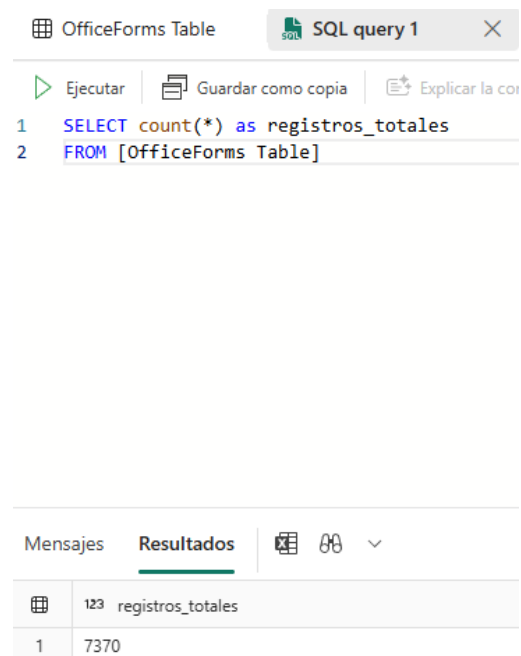 OfficeForms Table SQL query 1
Ejecutar Guardar como copia Explicar la
1 SELECT count(*) as registros_totales
2 FROM [OfficeForms Table]
Mensajes Resultados
123 registros_totales
1 7370